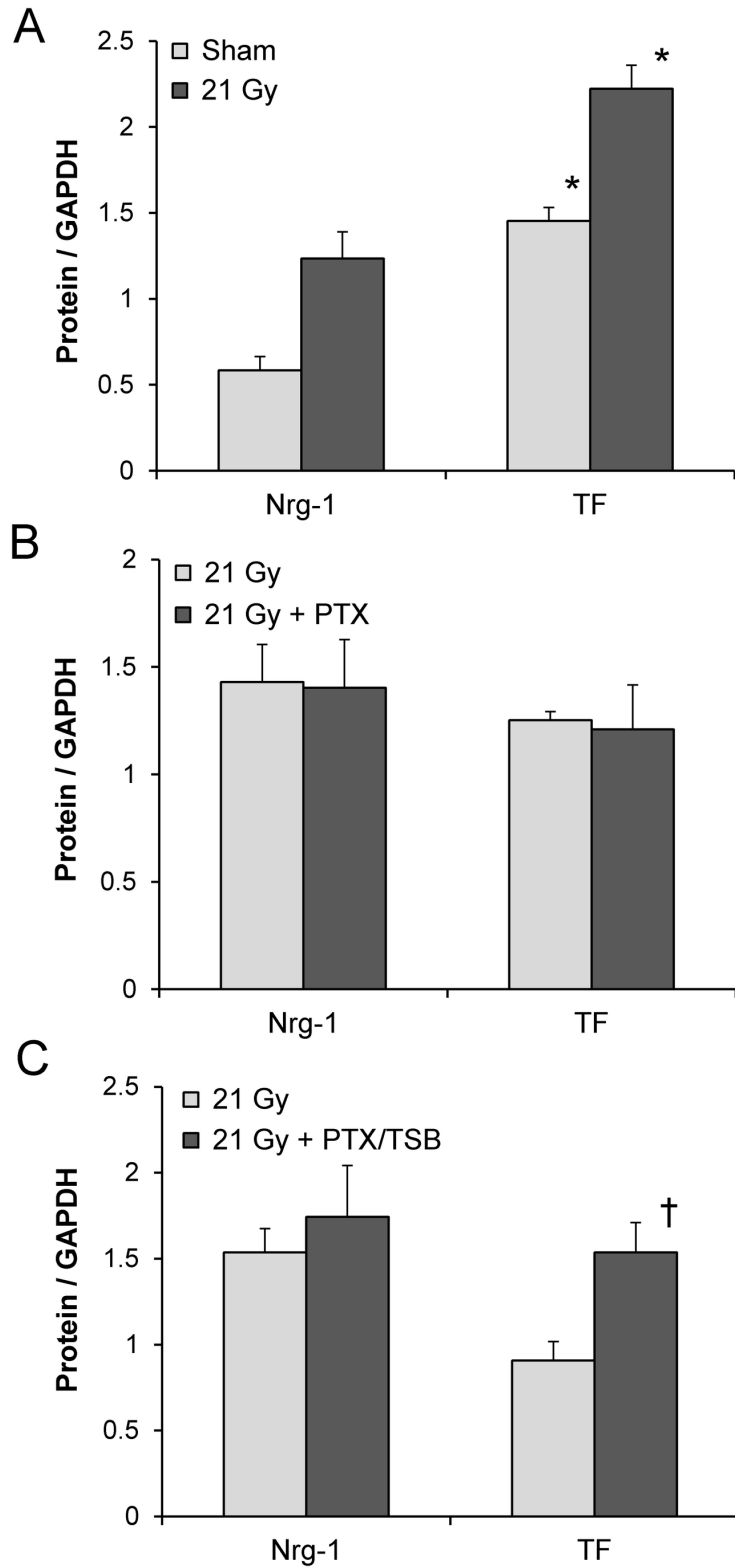 A
Sham
21 Gy
*
*
2.5
2
1.5
1
0.5
0
Protein / GAPDH
Nrg-1 TF
B
21 Gy
21 Gy + PTX
2
1.5
1
0.5
0
Protein / GAPDH
Nrg-1 TF
C
21 Gy
21 Gy + PTX/TSB
†
2.5
2
1.5
1
0.5
0
Protein / GAPDH
Nrg-1 TF